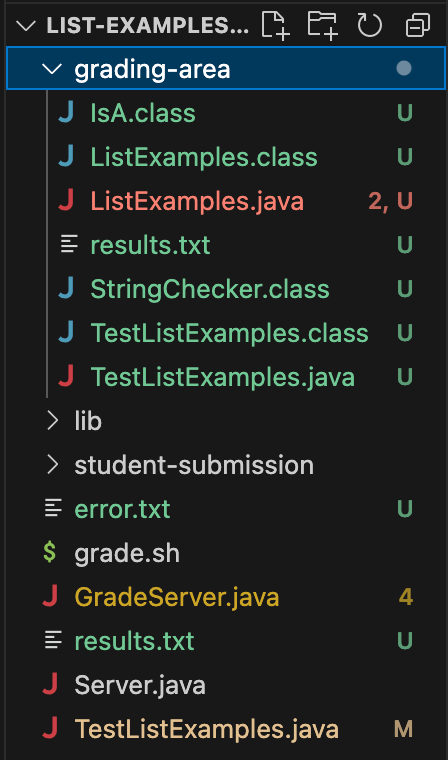 LIST-EXAMPLES...
grading-area
IsA.class U
ListExamples.class U
ListExamples.java 2, U
results.txt U
StringChecker.class U
TestListExamples.class U
TestListExamples.java U
lib
student-submission
error.txt U
$ grade.sh
GradeServer.java 4
results.txt U
Server.java
TestListExamples.java M